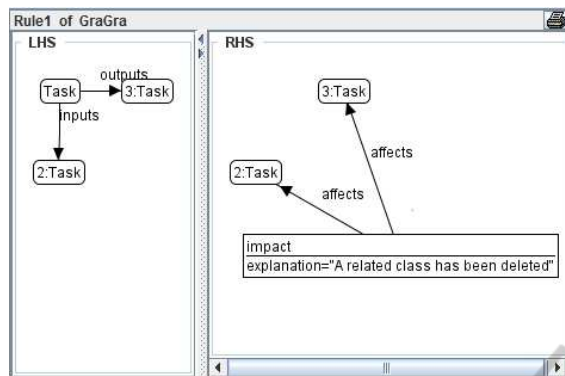 Rule1 of GraGra
LHS
Task
outputs
3:Task
inputs
2:Task
RHS
3:Task
affects
2:Task
affects
impact
explanation="A related class has been deleted"